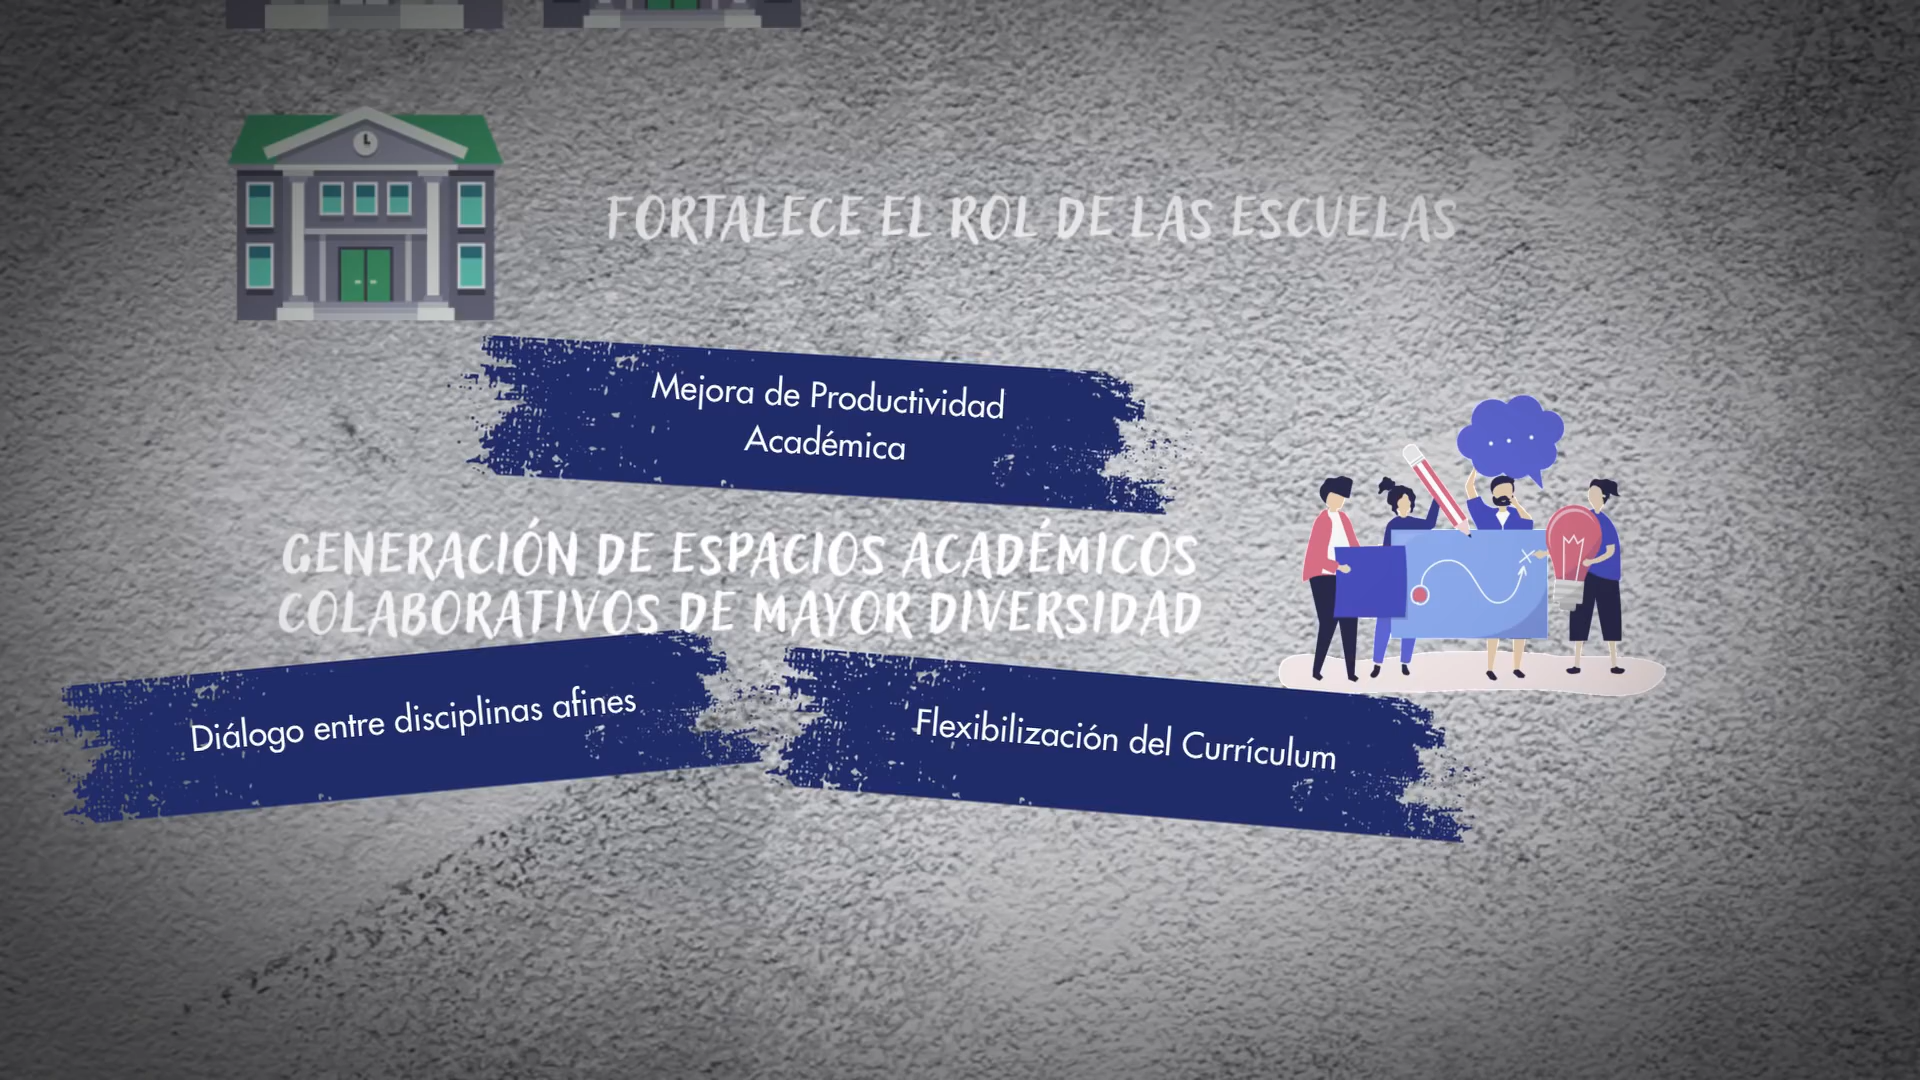 FORTALECE EL ROL DE LAS ESCUELAS
Mejora de Productividad
Académica
GENERACIÓN DE ESPACIOS ACADÉMICOS
COLABORATIVOS DE MAYOR DIVERSIDAD
Diálogo entre disciplinas afines
Flexibilización del Currículum